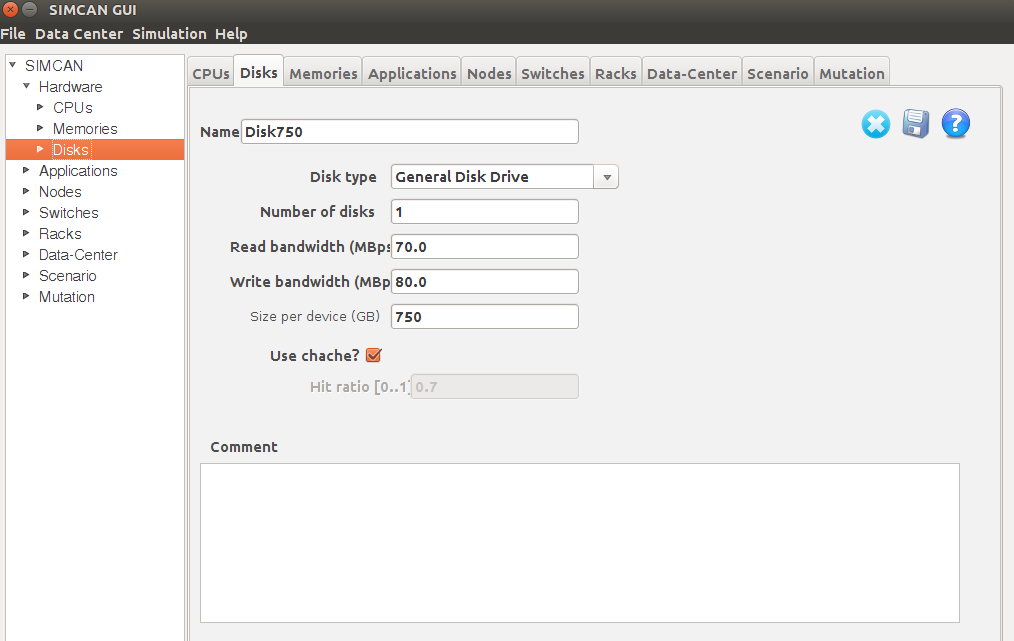 SIMCAN GUI
File Data Center Simulation Help
SIMCAN
Hardware
CPUs
Memories
Disks
Applications
Nodes
Switches
Racks
Data-Center
Scenario
Mutation
CPUs Disks Memories Applications Nodes Switches Racks Data-Center Scenario Mutation
Name Disk750
Disk type General Disk Drive
Number of disks 1
Read bandwidth (MBps 70.0
Write bandwidth (MBp 80.0
Size per device (GB) 750
Use chache?
Hit ratio [0..1] 0.7
Comment